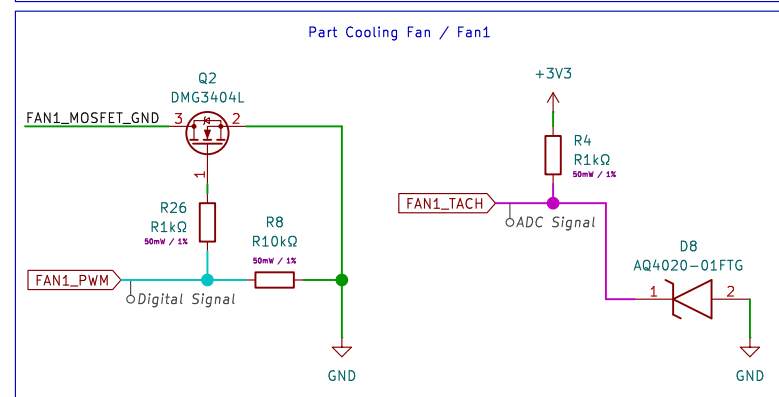 Part Cooling Fan / Fan1
Q2
DMG3404L
FAN1_MOSFET_GND
3
2
1
R26
R1kΩ
50mW / 1%
R8
R10kΩ
50mW / 1%
FAN1_PWM
Digital Signal
GND
+3V3
R4
R1kΩ
50mW / 1%
FAN1_TACH
ADC Signal
D8
AQ4020-01FTG
1
2
GND